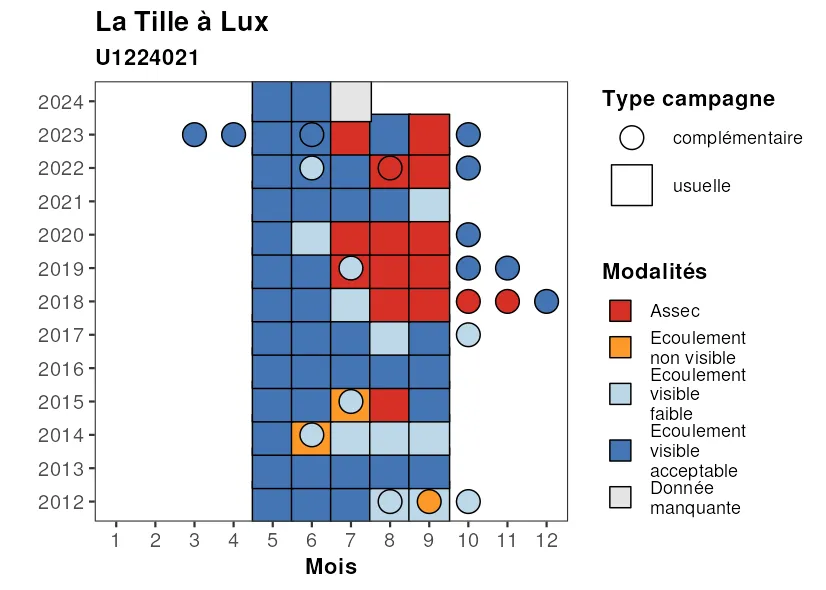 La Tille à Lux
U1224021
2024
2023
2022
2021
2020
2019
2018
2017
2016
2015
2014
2013
2012
1 2 3 4 5 6 7 8 9 10 11 12
Mois
Type campagne
complémentaire
usuelle
Modalités
Assec
Ecoulement
non visible
Ecoulement
visible
faible
Ecoulement
visible
acceptable
Donnée
manquante